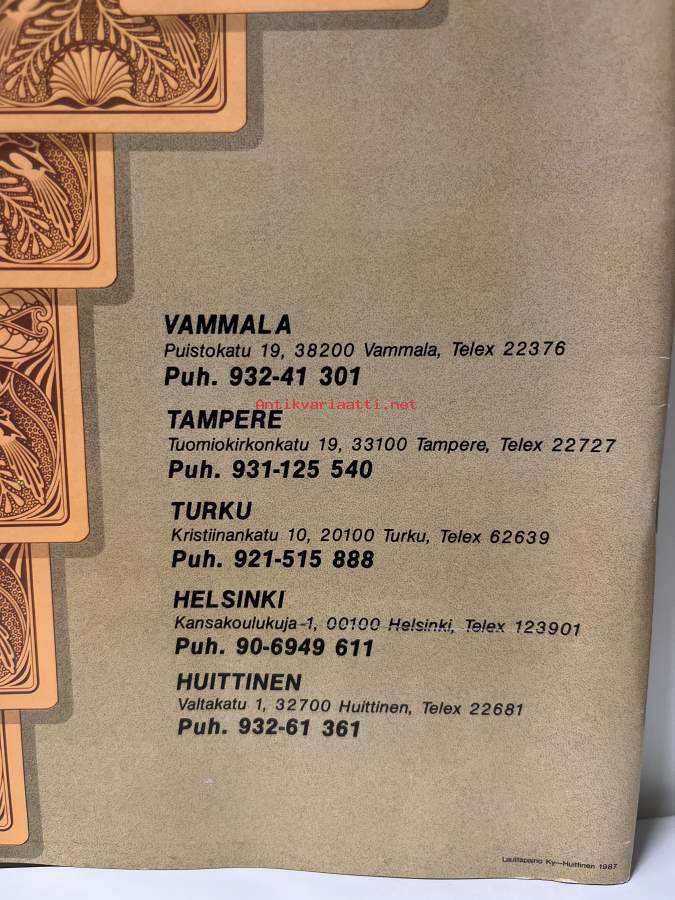 VAMMALA
Puistokatu 19, 38200 Vammala, Telex 22376
Puh. 932-41 301
Antikvariaatti.net
TAMPERE
Tuomiokirkonkatu 19, 33100 Tampere, Telex 22727
Puh. 931-125 540
TURKU
Kristiinankatu 10, 20100 Turku, Telex 62639
Puh. 921-515 888
HELSINKI
Kansakoulukuja 1, 00100 Helsinki, Telex 123901
Puh. 90-6949 611
HUITTINEN
Valtakatu 1, 32700 Huittinen, Telex 22681
Puh. 932-61 361
Lauttapaino Ky—Huittinen 1987